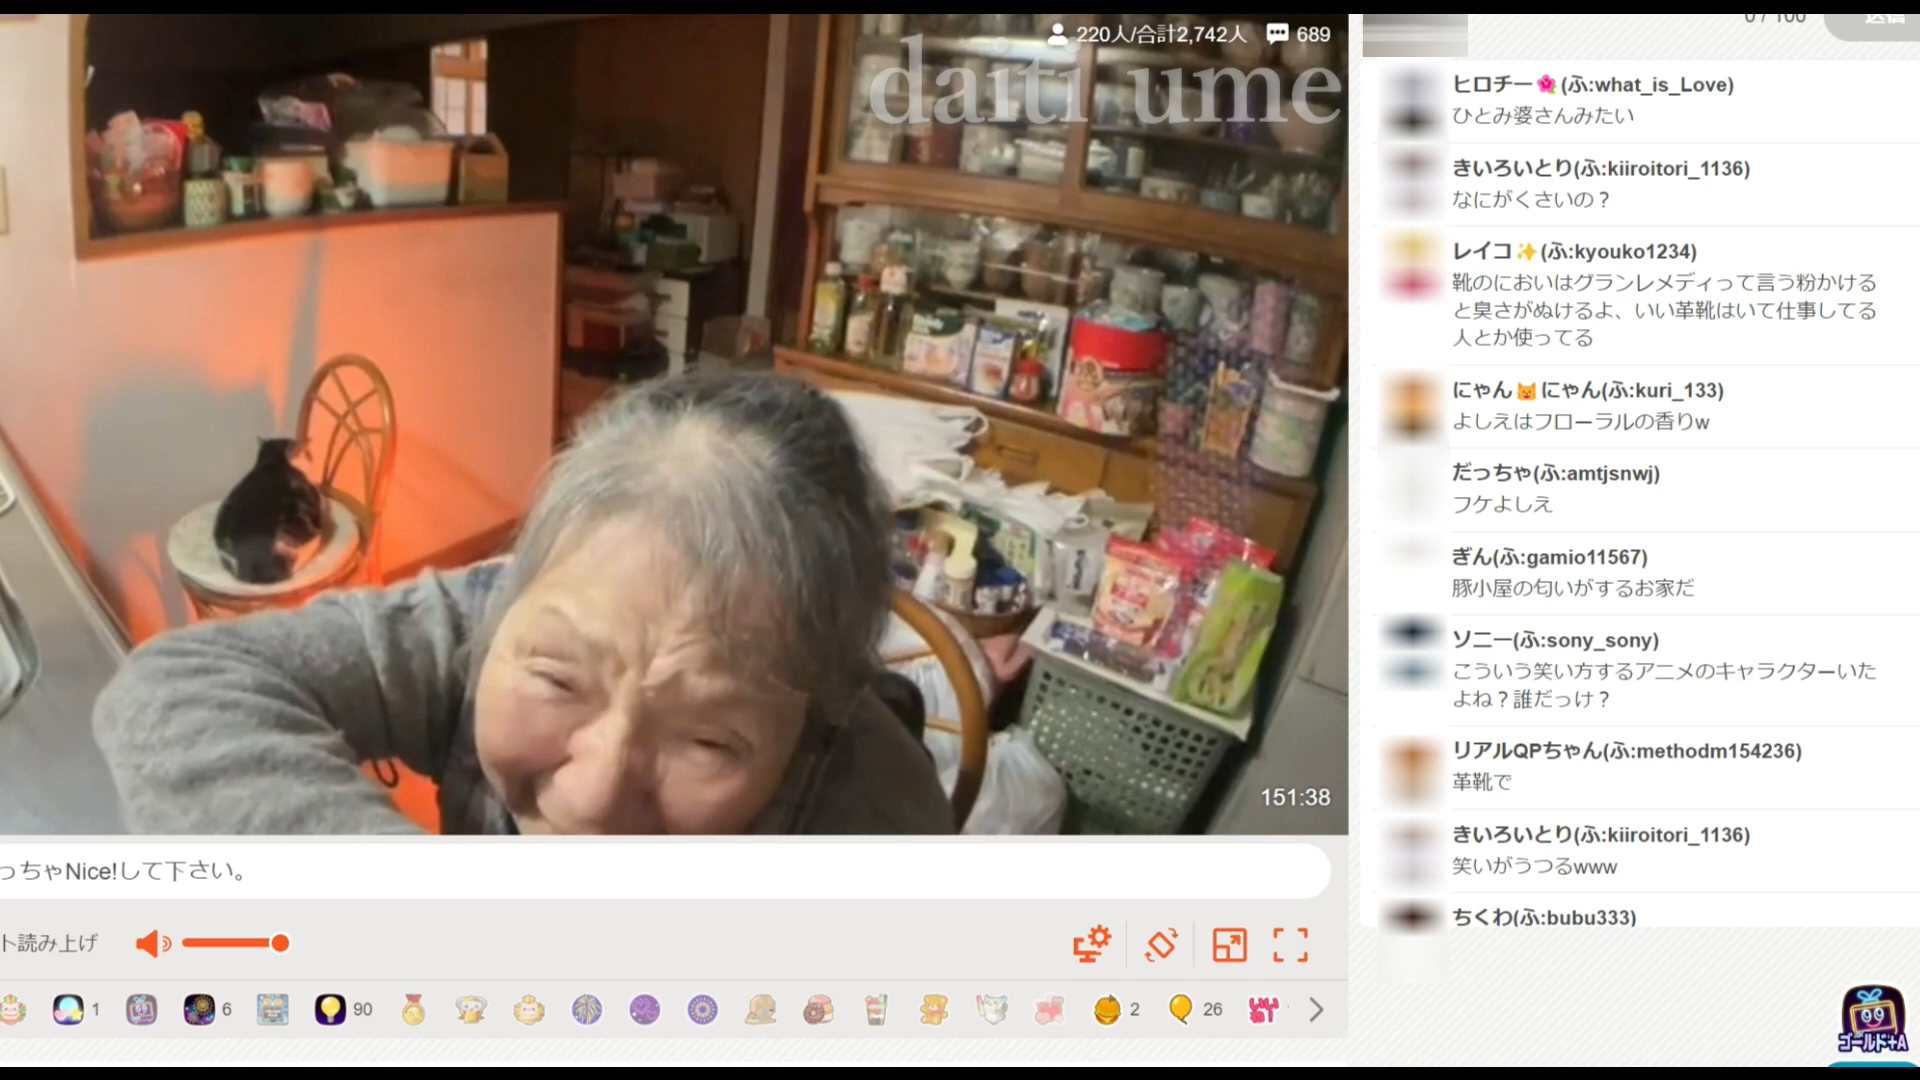 220人/合計2,742人 689
daiti ume
151:38
っちゃNice!して下さい。
ト読み上げ
1
6
90
2
26
0 / 100
送信
ヒロチー🌺(ふ:what_is_Love)
ひとみ婆さんみたい
きいろいとり(ふ:kiiroitori_1136)
なにがくさいの？
レイコ✨(ふ:kyouko1234)
靴のにおいはグランレメディって言う粉かける
と臭さがぬけるよ、いい革靴はいて仕事してる
人とか使ってる
にゃん🐱にゃん(ふ:kuri_133)
よしえはフローラルの香りw
だっちゃ(ふ:amtjsnwj)
フケよしえ
ぎん(ふ:gamio11567)
豚小屋の匂いがするお家だ
ソニー(ふ:sony_sony)
こういう笑い方するアニメのキャラクターいた
よね？誰だっけ？
リアルQPちゃん(ふ:methodm154236)
革靴で
きいろいとり(ふ:kiiroitori_1136)
笑いがうつるwww
ちくわ(ふ:bubu333)
ゴールド+A